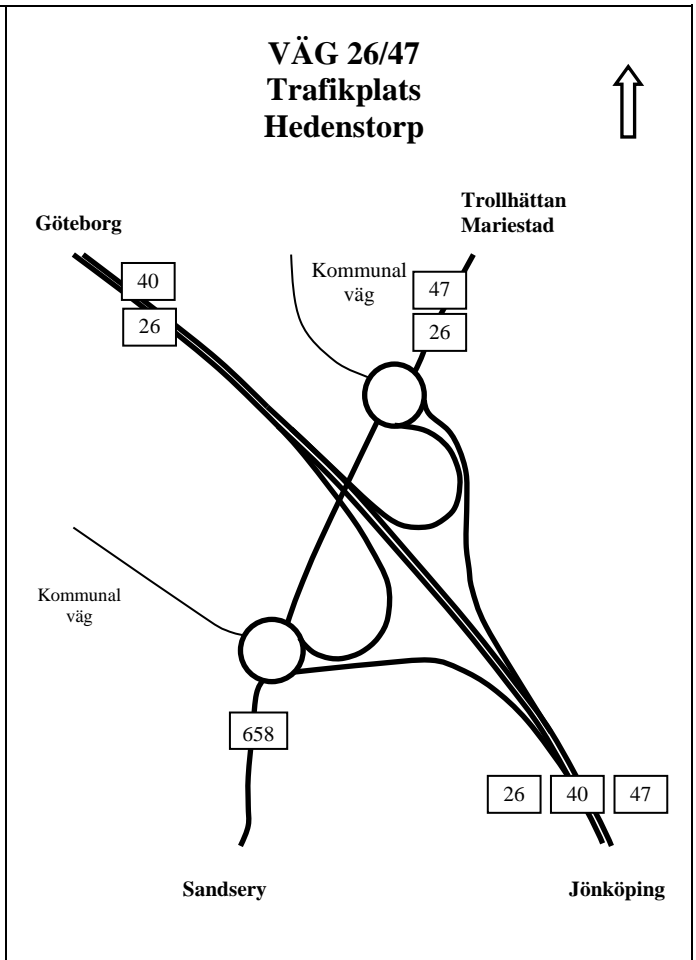 VÄG 26/47
Trafikplats
Hedenstorp
Trollhättan
Mariestad
Göteborg
Kommunal
väg
40
47
26
26
Kommunal
väg
658
26 40 47
Sandsery
Jönköping